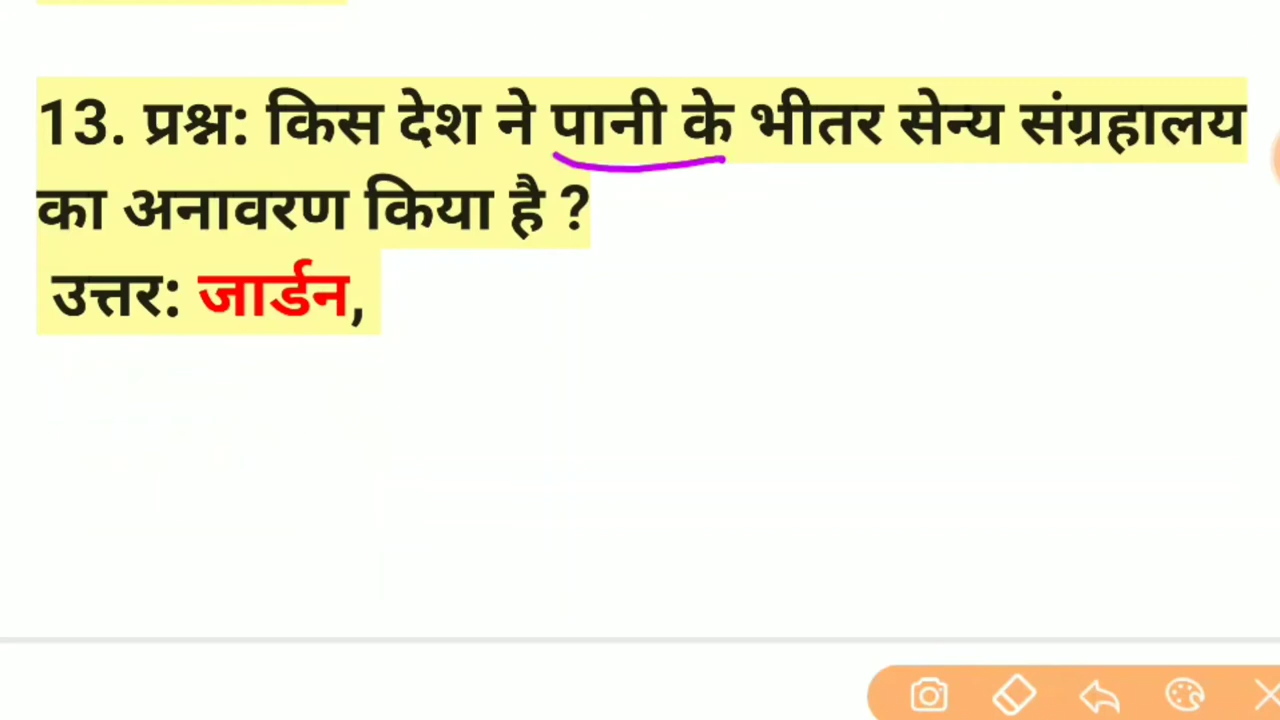 13. प्रश्न: किस देश ने पानी के भीतर सेन्य संग्रहालय
का अनावरण किया है ?
उत्तर: जार्डन,